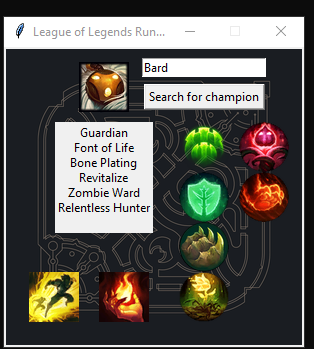 League of Legends Run...
Bard
Search for champion
Guardian
Font of Life
Bone Plating
Revitalize
Zombie Ward
Relentless Hunter